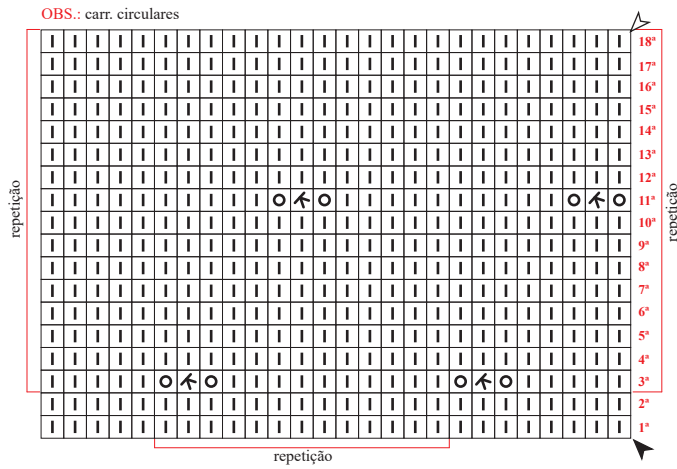 OBS.: carr. circulares
18ª
17ª
16ª
15ª
14ª
13ª
12ª
11ª
10ª
9ª
8ª
7ª
6ª
5ª
4ª
3ª
2ª
1ª
repetição
repetição
repetição